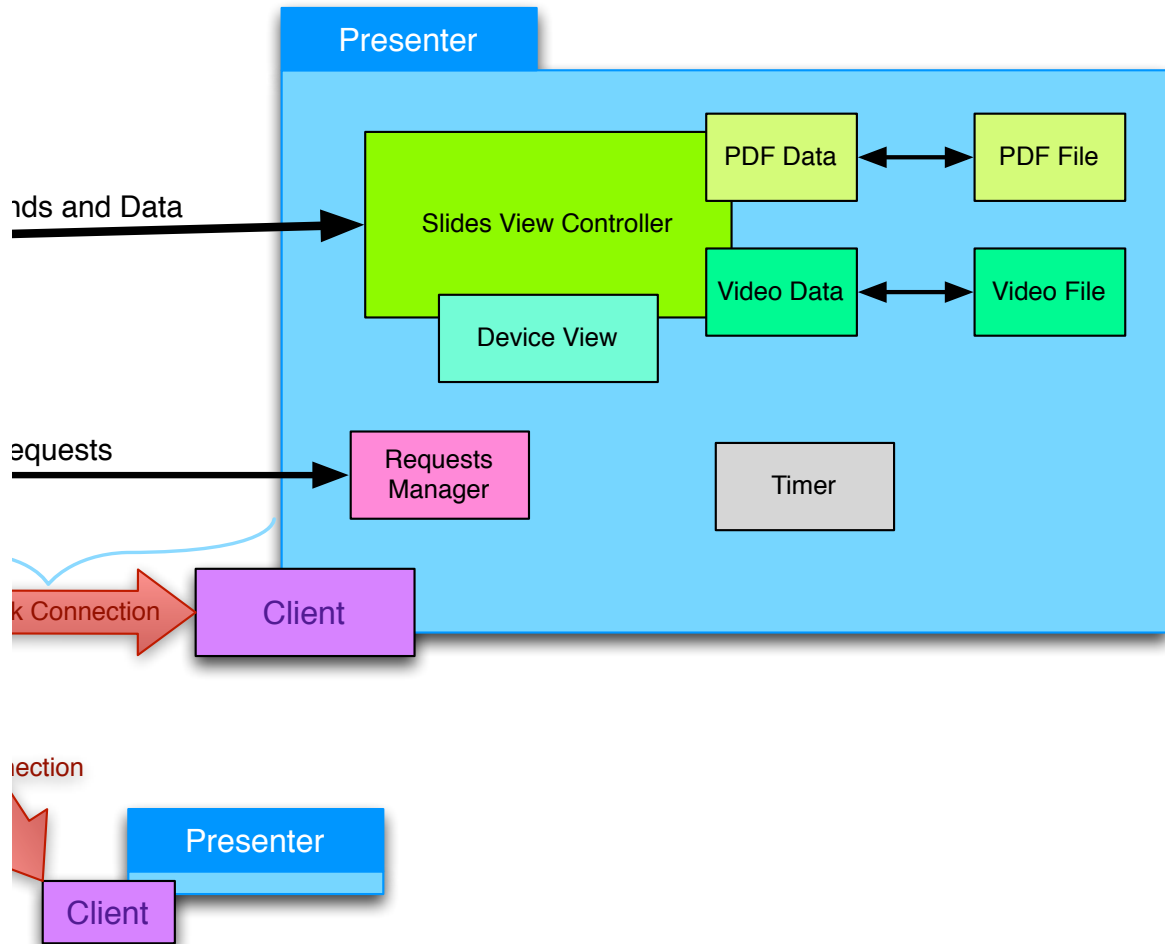 Presenter
PDF Data
PDF File
nds and Data
Slides View Controller
Video Data
Video File
Device View
equests
Requests
Manager
Timer
k Connection
Client
nection
Presenter
Client